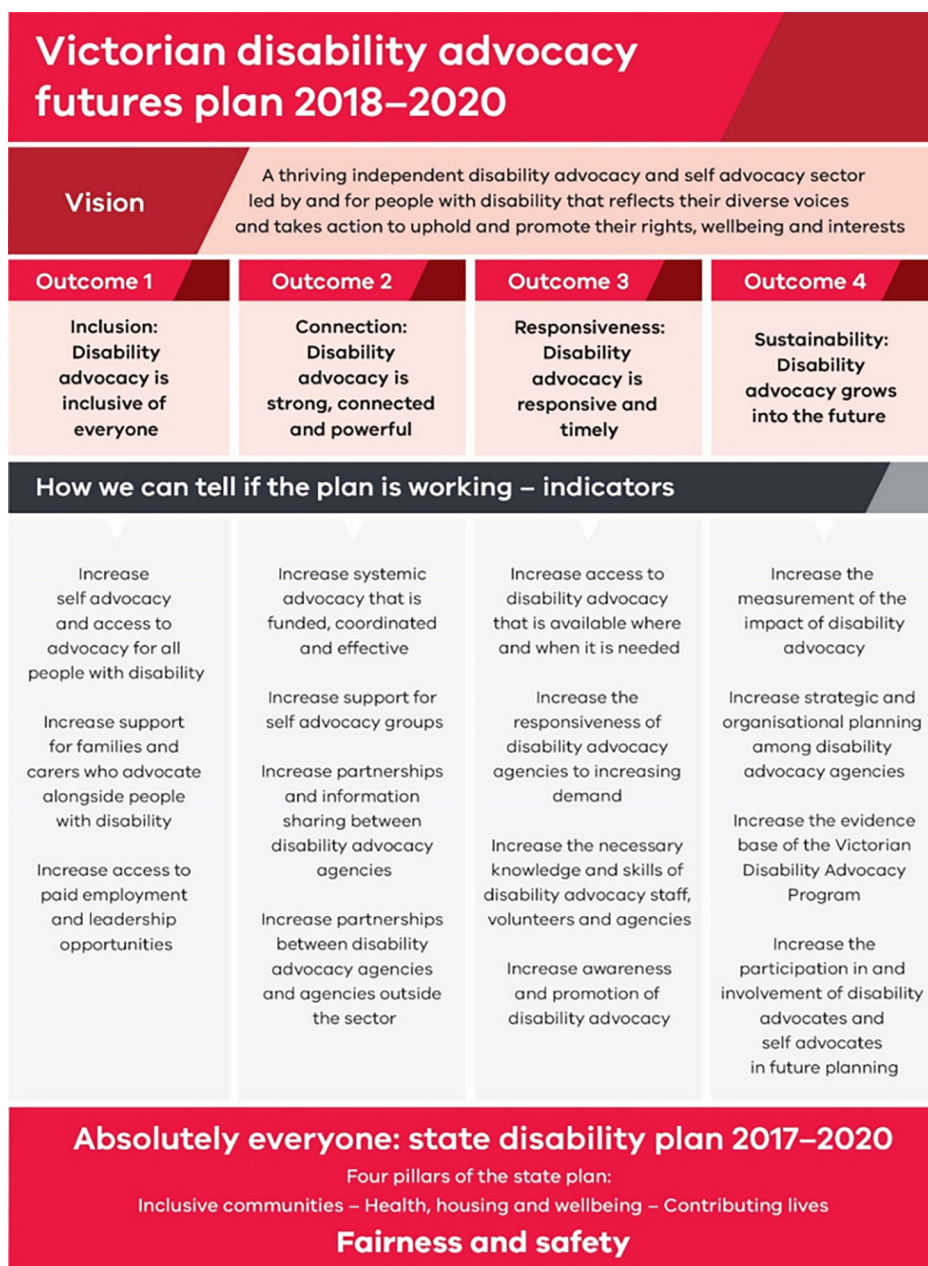 Victorian disability advocacy
futures plan 2018–2020
Vision
A thriving independent disability advocacy and self advocacy sector
led by and for people with disability that reflects their diverse voices
and takes action to uphold and promote their rights, wellbeing and interests
Outcome 1
Inclusion:
Disability
advocacy is
inclusive of
everyone
Outcome 2
Connection:
Disability
advocacy is
strong, connected
and powerful
Outcome 3
Responsiveness:
Disability
advocacy is
responsive and
timely
Outcome 4
Sustainability:
Disability
advocacy grows
into the future
How we can tell if the plan is working – indicators
Increase
self advocacy
and access to
advocacy for all
people with disability
Increase support
for families and
carers who advocate
alongside people
with disability
Increase access to
paid employment
and leadership
opportunities
Increase systemic
advocacy that is
funded, coordinated
and effective
Increase support for
self advocacy groups
Increase partnerships
and information
sharing between
disability advocacy
agencies
Increase partnerships
between disability
advocacy agencies
and agencies outside
the sector
Increase access to
disability advocacy
that is available where
and when it is needed
Increase the
responsiveness of
disability advocacy
agencies to increasing
demand
Increase the necessary
knowledge and skills of
disability advocacy staff,
volunteers and agencies
Increase awareness
and promotion of
disability advocacy
Increase the
measurement of the
impact of disability
advocacy
Increase strategic and
organisational planning
among disability
advocacy agencies
Increase the evidence
base of the Victorian
Disability Advocacy
Program
Increase the
participation in and
involvement of disability
advocates and
self advocates
in future planning
Absolutely everyone: state disability plan 2017–2020
Four pillars of the state plan:
Inclusive communities – Health, housing and wellbeing – Contributing lives
Fairness and safety